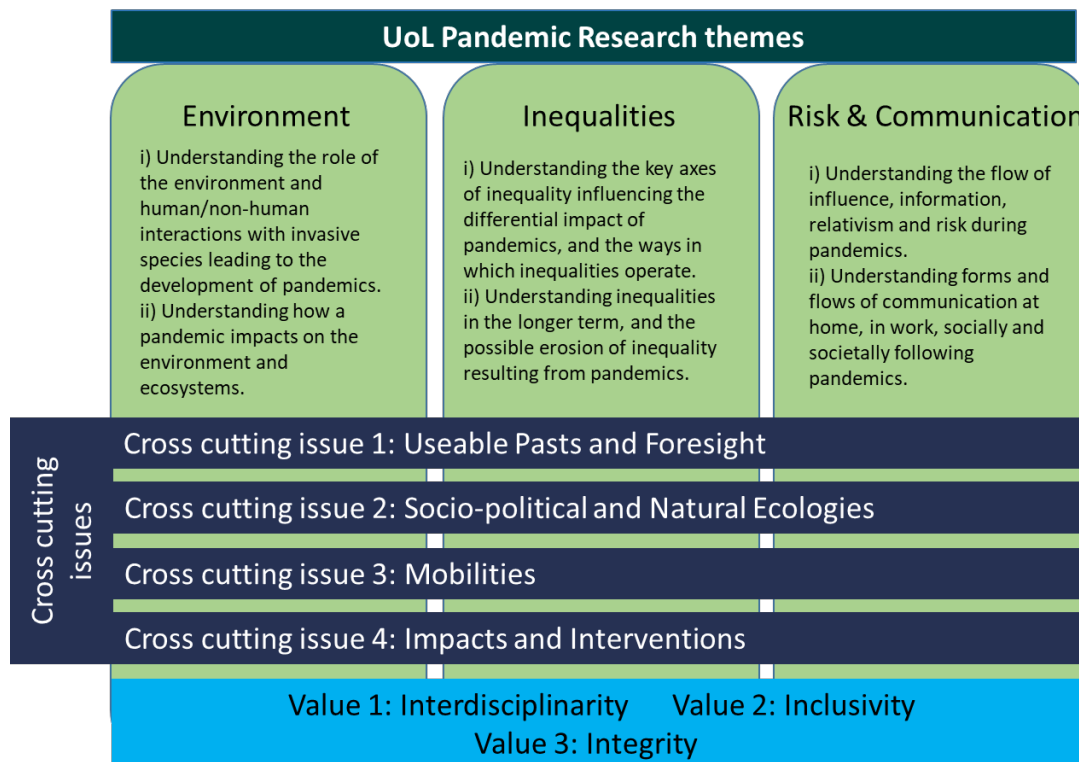 UoL Pandemic Research themes
Environment
i) Understanding the role of
the environment and
human/non-human
interactions with invasive
species leading to the
development of pandemics.
ii) Understanding how a
pandemic impacts on the
environment and
ecosystems.
Inequalities
i) Understanding the key axes
of inequality influencing the
differential impact of
pandemics, and the ways in
which inequalities operate.
ii) Understanding inequalities
in the longer term, and the
possible erosion of inequality
resulting from pandemics.
Risk & Communication
i) Understanding the flow of
influence, information,
relativism and risk during
pandemics.
ii) Understanding forms and
flows of communication at
home, in work, socially and
societally following
pandemics.
Cross cutting
issues
Cross cutting issue 1: Useable Pasts and Foresight
Cross cutting issue 2: Socio-political and Natural Ecologies
Cross cutting issue 3: Mobilities
Cross cutting issue 4: Impacts and Interventions
Value 1: Interdisciplinarity Value 2: Inclusivity
Value 3: Integrity